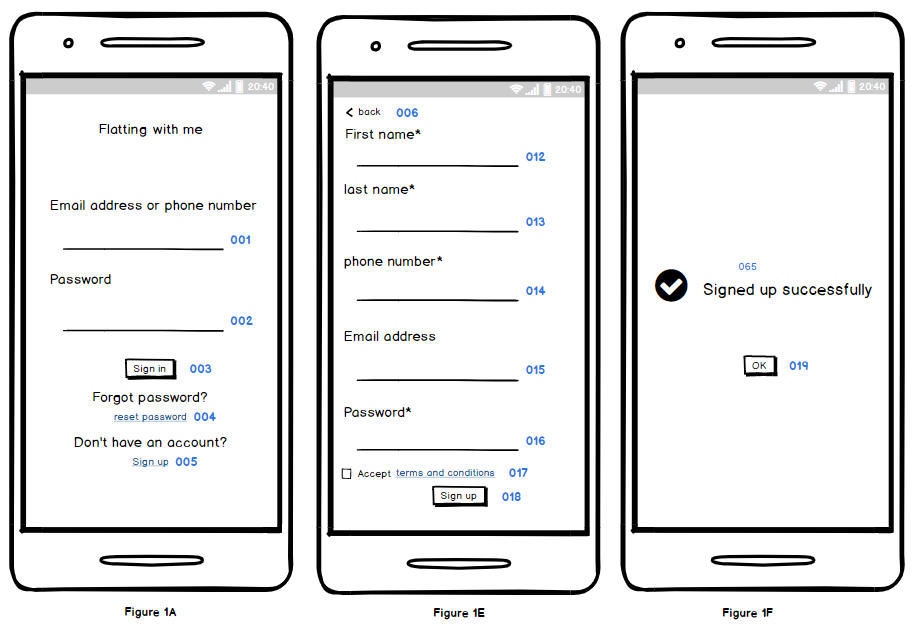 20:40
Flatting with me
Email address or phone number
001
Password
002
Sign in 003
Forgot password?
reset password 004
Don't have an account?
Sign up 005
Figure 1A
20:40
back 006
First name*
012
last name*
013
phone number*
014
Email address
015
Password*
016
Accept terms and conditions 017
Sign up 018
Figure 1E
20:40
065
Signed up successfully
OK 019
Figure 1F